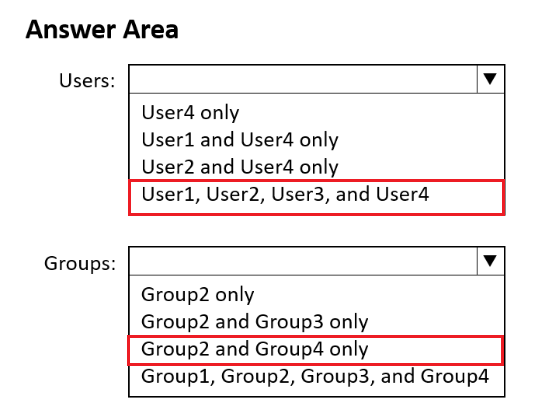 Answer Area
Users:
User4 only
User1 and User4 only
User2 and User4 only
User1, User2, User3, and User4
Groups:
Group2 only
Group2 and Group3 only
Group2 and Group4 only
Group1, Group2, Group3, and Group4